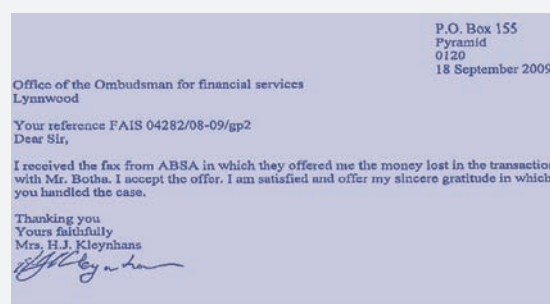 P.O. Box 155
Pyramid
0120
18 September 2009
Office of the Ombudsman for financial services
Lynnwood
Your reference FAIS 04282/08-09/gp2
Dear Sir,
I received the fax from ABSA in which they offered me the money lost in the transaction
with Mr. Botha. I accept the offer. I am satisfied and offer my sincere gratitude in which
you handled the case.
Thanking you
Yours faithfully
Mrs. H.J. Kleynhans
HJKleynhans